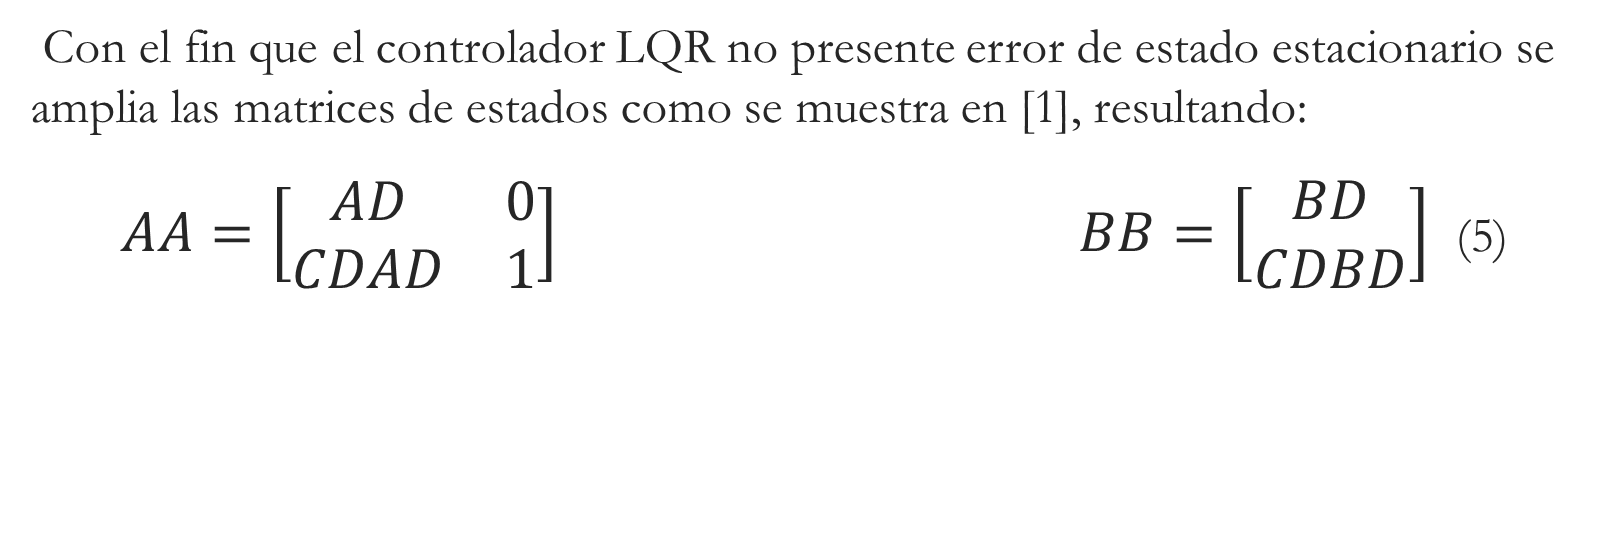 Con el fin que el controlador LQR no presente error de estado estacionario se
amplia las matrices de estados como se muestra en [1], resultando:
AA = [AD 0
CDAD 1] BB = [BD
CDBD] (5)